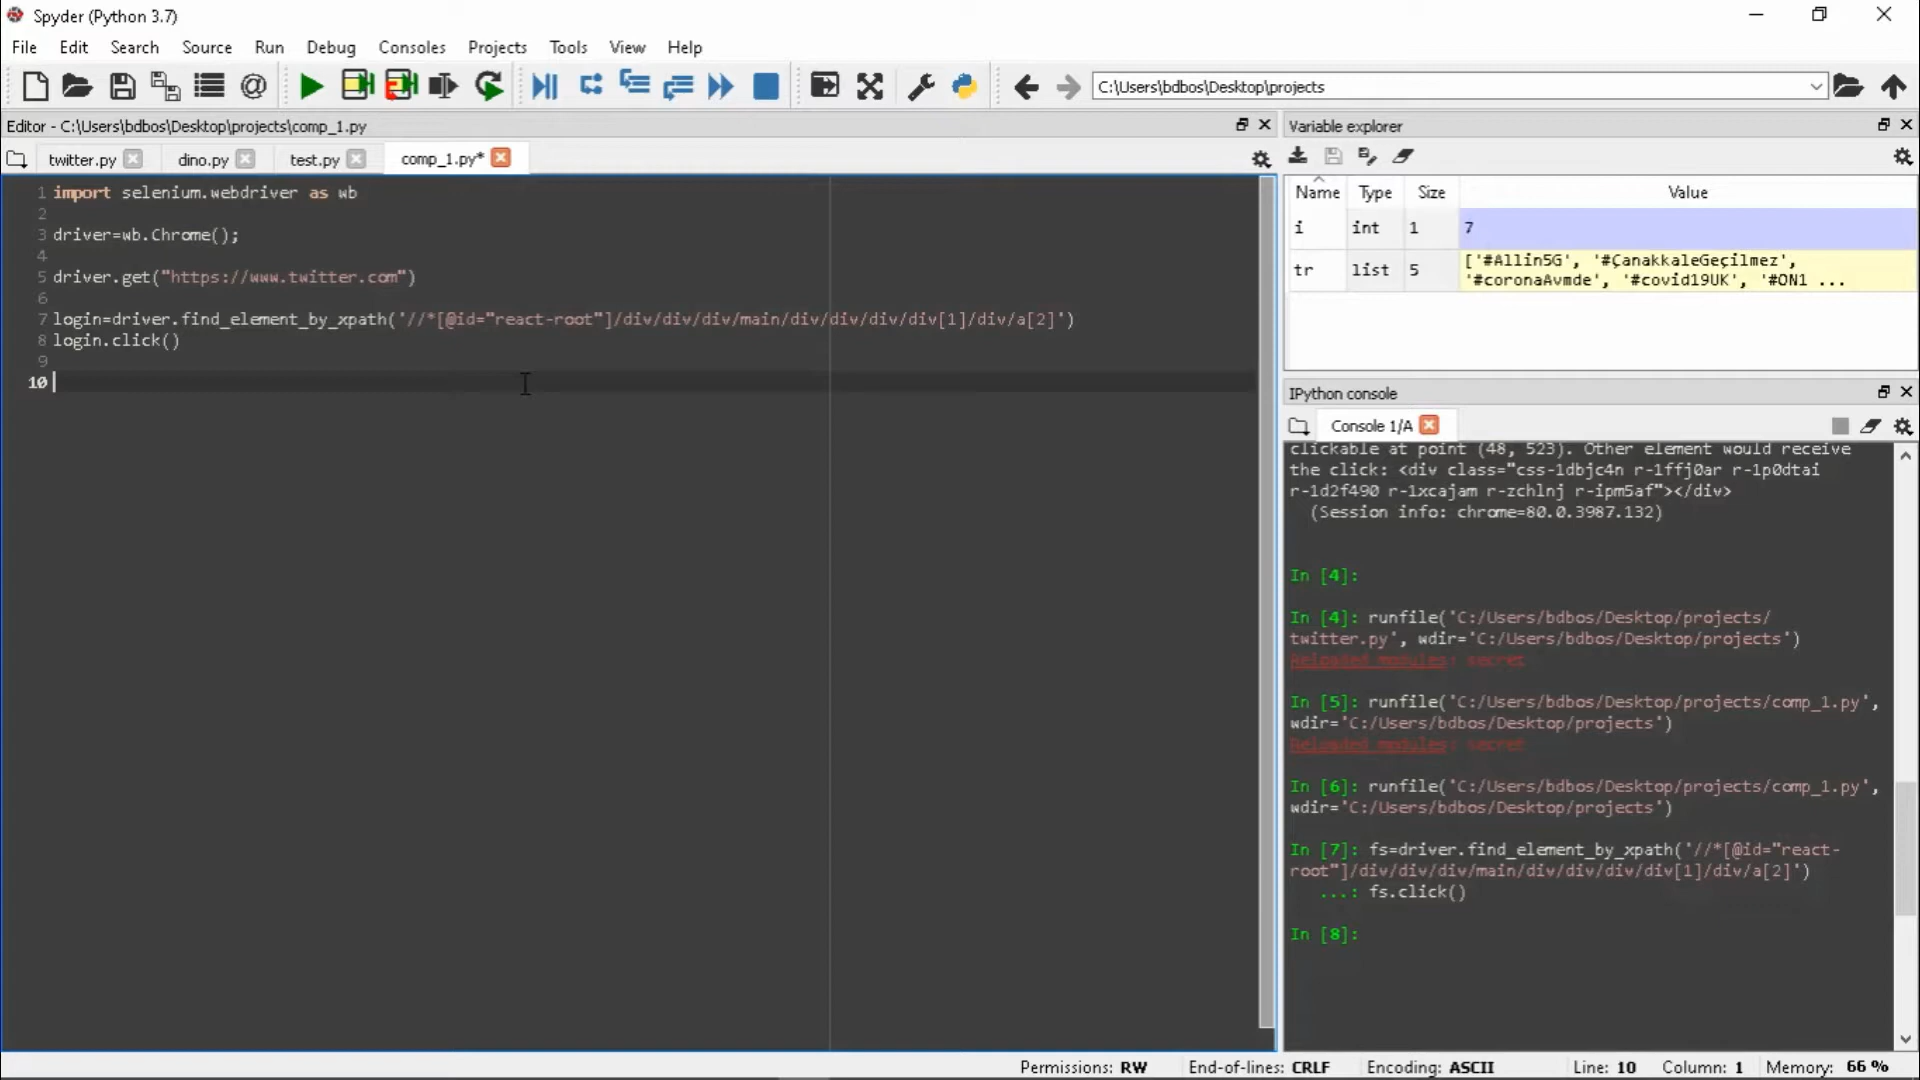 Spyder (Python 3.7)
File Edit Search Source Run Debug Consoles Projects Tools View Help
C:\Users\bdbos\Desktop\projects
Editor - C:\Users\bdbos\Desktop\projects\comp_1.py
twitter.py dino.py test.py comp_1.py*
1 import selenium.webdriver as wb
2
3 driver=wb.Chrome();
4
5 driver.get("https://www.twitter.com")
6
7 login=driver.find_element_by_xpath('//*[@id="react-root"]/div/div/div/main/div/div/div/div[1]/div/a[2]')
8 login.click()
9
10
Variable explorer
Name Type Size Value
i int 1 7
tr list 5 ['#Allin5G', '#ÇanakkaleGeçilmez',
'#coronaAvmde', '#covid19UK', '#ON1 ...
IPython console
Console 1/A
clickable at point (48, 523). Other element would receive
the click: <div class="css-1dbjc4n r-1ffj0ar r-1p0dtai
r-1d2f490 r-1xcajam r-zchlnj r-ipm5af"></div>
(Session info: chrome=80.0.3987.132)
In [4]:
In [4]: runfile('C:/Users/bdbos/Desktop/projects/
twitter.py', wdir='C:/Users/bdbos/Desktop/projects')
Reloaded modules: secret
In [5]: runfile('C:/Users/bdbos/Desktop/projects/comp_1.py',
wdir='C:/Users/bdbos/Desktop/projects')
Reloaded modules: secret
In [6]: runfile('C:/Users/bdbos/Desktop/projects/comp_1.py',
wdir='C:/Users/bdbos/Desktop/projects')
In [7]: fs=driver.find_element_by_xpath('//*[@id="react-
root"]/div/div/div/main/div/div/div/div[1]/div/a[2]')
...: fs.click()
In [8]:
Permissions: RW End-of-lines: CRLF Encoding: ASCII Line: 10 Column: 1 Memory: 66 %